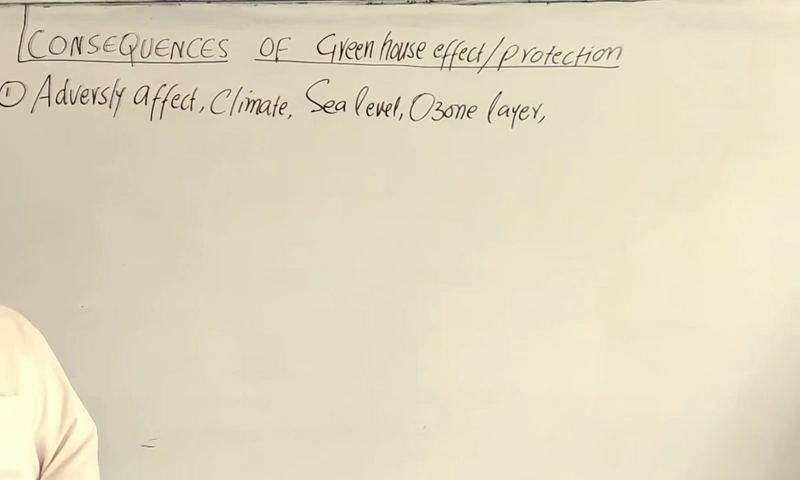 CONSEQUENCES OF Green house effect/protection
① Adversly affect, Climate, Sea level, Ozone layer,